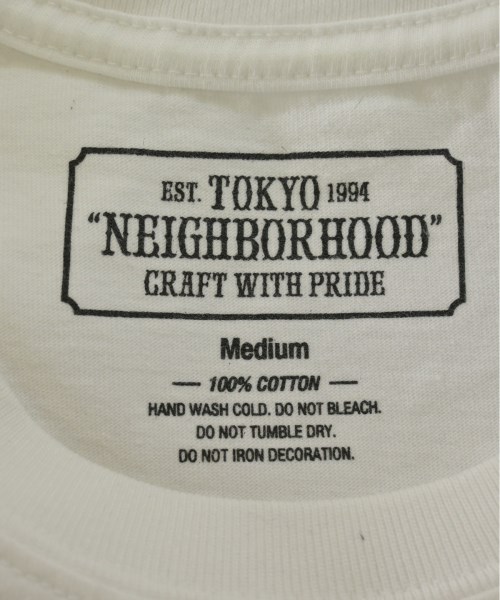 EST. TOKYO 1994
"NEIGHBORHOOD"
CRAFT WITH PRIDE
Medium
— 100% COTTON —
HAND WASH COLD. DO NOT BLEACH.
DO NOT TUMBLE DRY.
DO NOT IRON DECORATION.